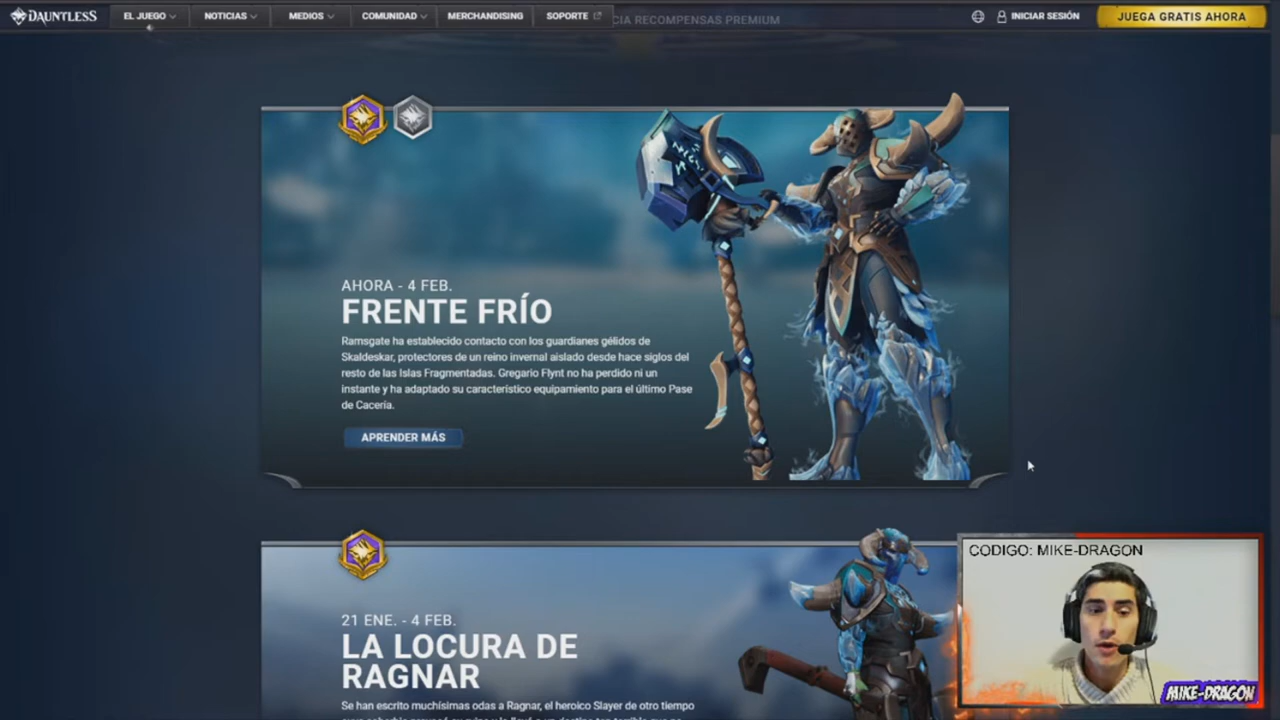 DAUNTLESS EL JUEGO NOTICIAS MEDIOS COMUNIDAD MERCHANDISING SOPORTE CIA RECOMPENSAS PREMIUM INICIAR SESIÓN JUEGA GRATIS AHORA
AHORA - 4 FEB.
FRENTE FRÍO
Ramsgate ha establecido contacto con los guardianes gélidos de
Skaldeskar, protectores de un reino invernal aislado desde hace siglos del
resto de las Islas Fragmentadas. Gregario Flynt no ha perdido ni un
instante y ha adaptado su característico equipamiento para el último Pase
de Cacería.
APRENDER MÁS
CODIGO: MIKE-DRAGON
21 ENE. - 4 FEB.
LA LOCURA DE
RAGNAR
MIKE-DRAGON
Se han escrito muchísimas odas a Ragnar, el heroico Slayer de otro tiempo